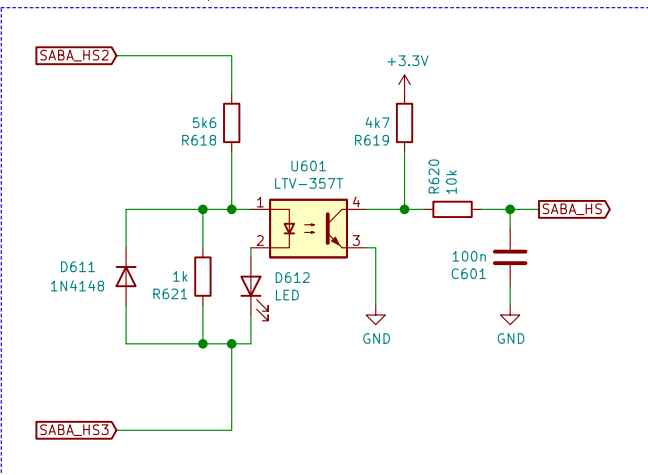 SABA_HS2
+3.3V
5k6
R618
4k7
R619
U601
LTV-357T
R620
10k
1
4
SABA_HS
2
3
D611
1N4148
1k
R621
D612
LED
100n
C601
GND
GND
SABA_HS3